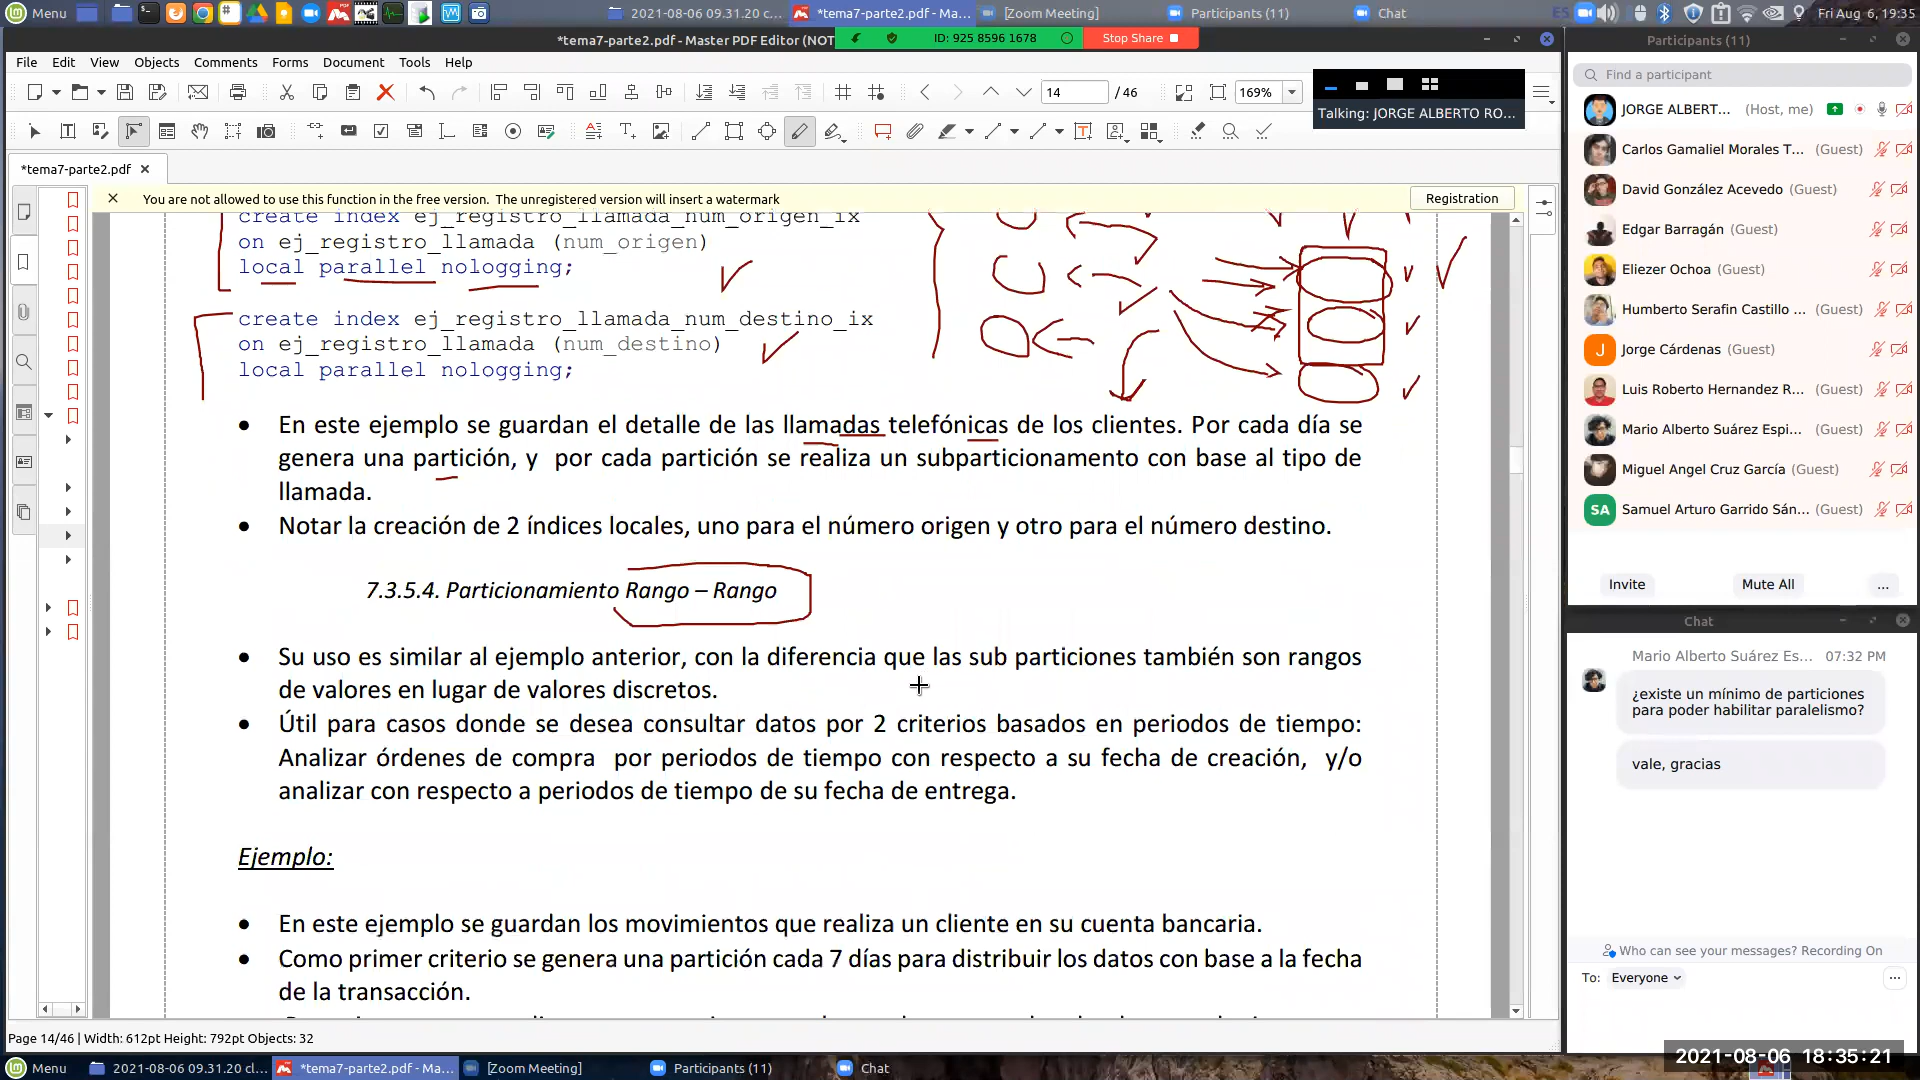 Menu
2021-08-06 09.31.20 c...
*tema7-parte2.pdf - Ma...
[Zoom Meeting]
Participants (11)
Chat
ES
Fri Aug 6, 19:35
*tema7-parte2.pdf - Master PDF Editor (NOT
ID: 925 8596 1678
Stop Share
File Edit View Objects Comments Forms Document Tools Help
14 / 46
169%
Talking: JORGE ALBERTO RO...
*tema7-parte2.pdf
You are not allowed to use this function in the free version. The unregistered version will insert a watermark
Registration
create index ej_registro_llamada_num_origen_ix
on ej_registro_llamada (num_origen)
local parallel nologging;
create index ej_registro_llamada_num_destino_ix
on ej_registro_llamada (num_destino)
local parallel nologging;
• En este ejemplo se guardan el detalle de las llamadas telefónicas de los clientes. Por cada día se
genera una partición, y por cada partición se realiza un subparticionamento con base al tipo de
llamada.
• Notar la creación de 2 índices locales, uno para el número origen y otro para el número destino.
7.3.5.4. Particionamiento Rango – Rango
• Su uso es similar al ejemplo anterior, con la diferencia que las sub particiones también son rangos
de valores en lugar de valores discretos.
• Útil para casos donde se desea consultar datos por 2 criterios basados en periodos de tiempo:
Analizar órdenes de compra por periodos de tiempo con respecto a su fecha de creación, y/o
analizar con respecto a periodos de tiempo de su fecha de entrega.
Ejemplo:
• En este ejemplo se guardan los movimientos que realiza un cliente en su cuenta bancaria.
• Como primer criterio se genera una partición cada 7 días para distribuir los datos con base a la fecha
de la transacción.
Page 14/46 | Width: 612pt Height: 792pt Objects: 32
Participants (11)
Find a participant
JORGE ALBERT... (Host, me)
Carlos Gamaliel Morales T... (Guest)
David González Acevedo (Guest)
Edgar Barragán (Guest)
Eliezer Ochoa (Guest)
Humberto Serafin Castillo ... (Guest)
J Jorge Cárdenas (Guest)
Luis Roberto Hernandez R... (Guest)
Mario Alberto Suárez Espi... (Guest)
Miguel Angel Cruz García (Guest)
SA Samuel Arturo Garrido Sán... (Guest)
Invite
Mute All
...
Chat
Mario Alberto Suárez Es... 07:32 PM
¿existe un mínimo de particiones
para poder habilitar paralelismo?
vale, gracias
Who can see your messages? Recording On
To: Everyone
2021-08-06 18:35:21
Menu
2021-08-06 09.31.20 cl...
*tema7-parte2.pdf - Ma...
[Zoom Meeting]
Participants (11)
Chat